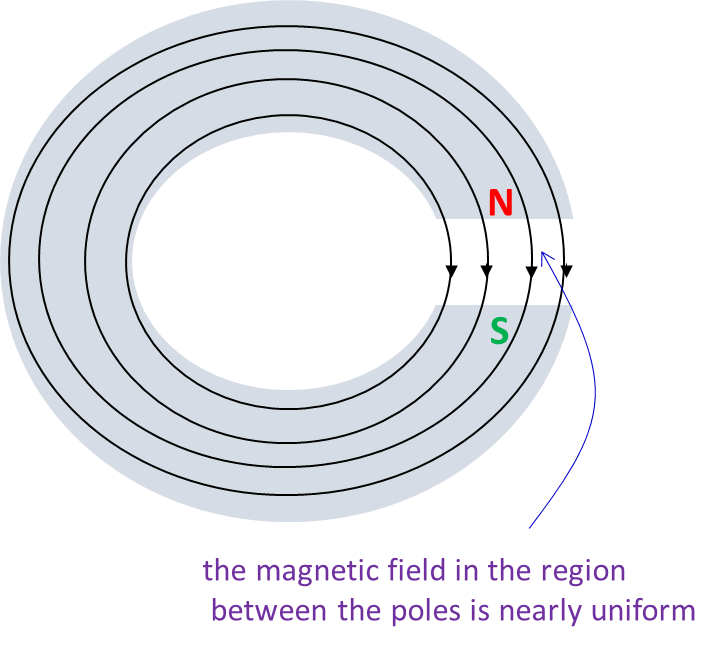 N
S
the magnetic field in the region
between the poles is nearly uniform